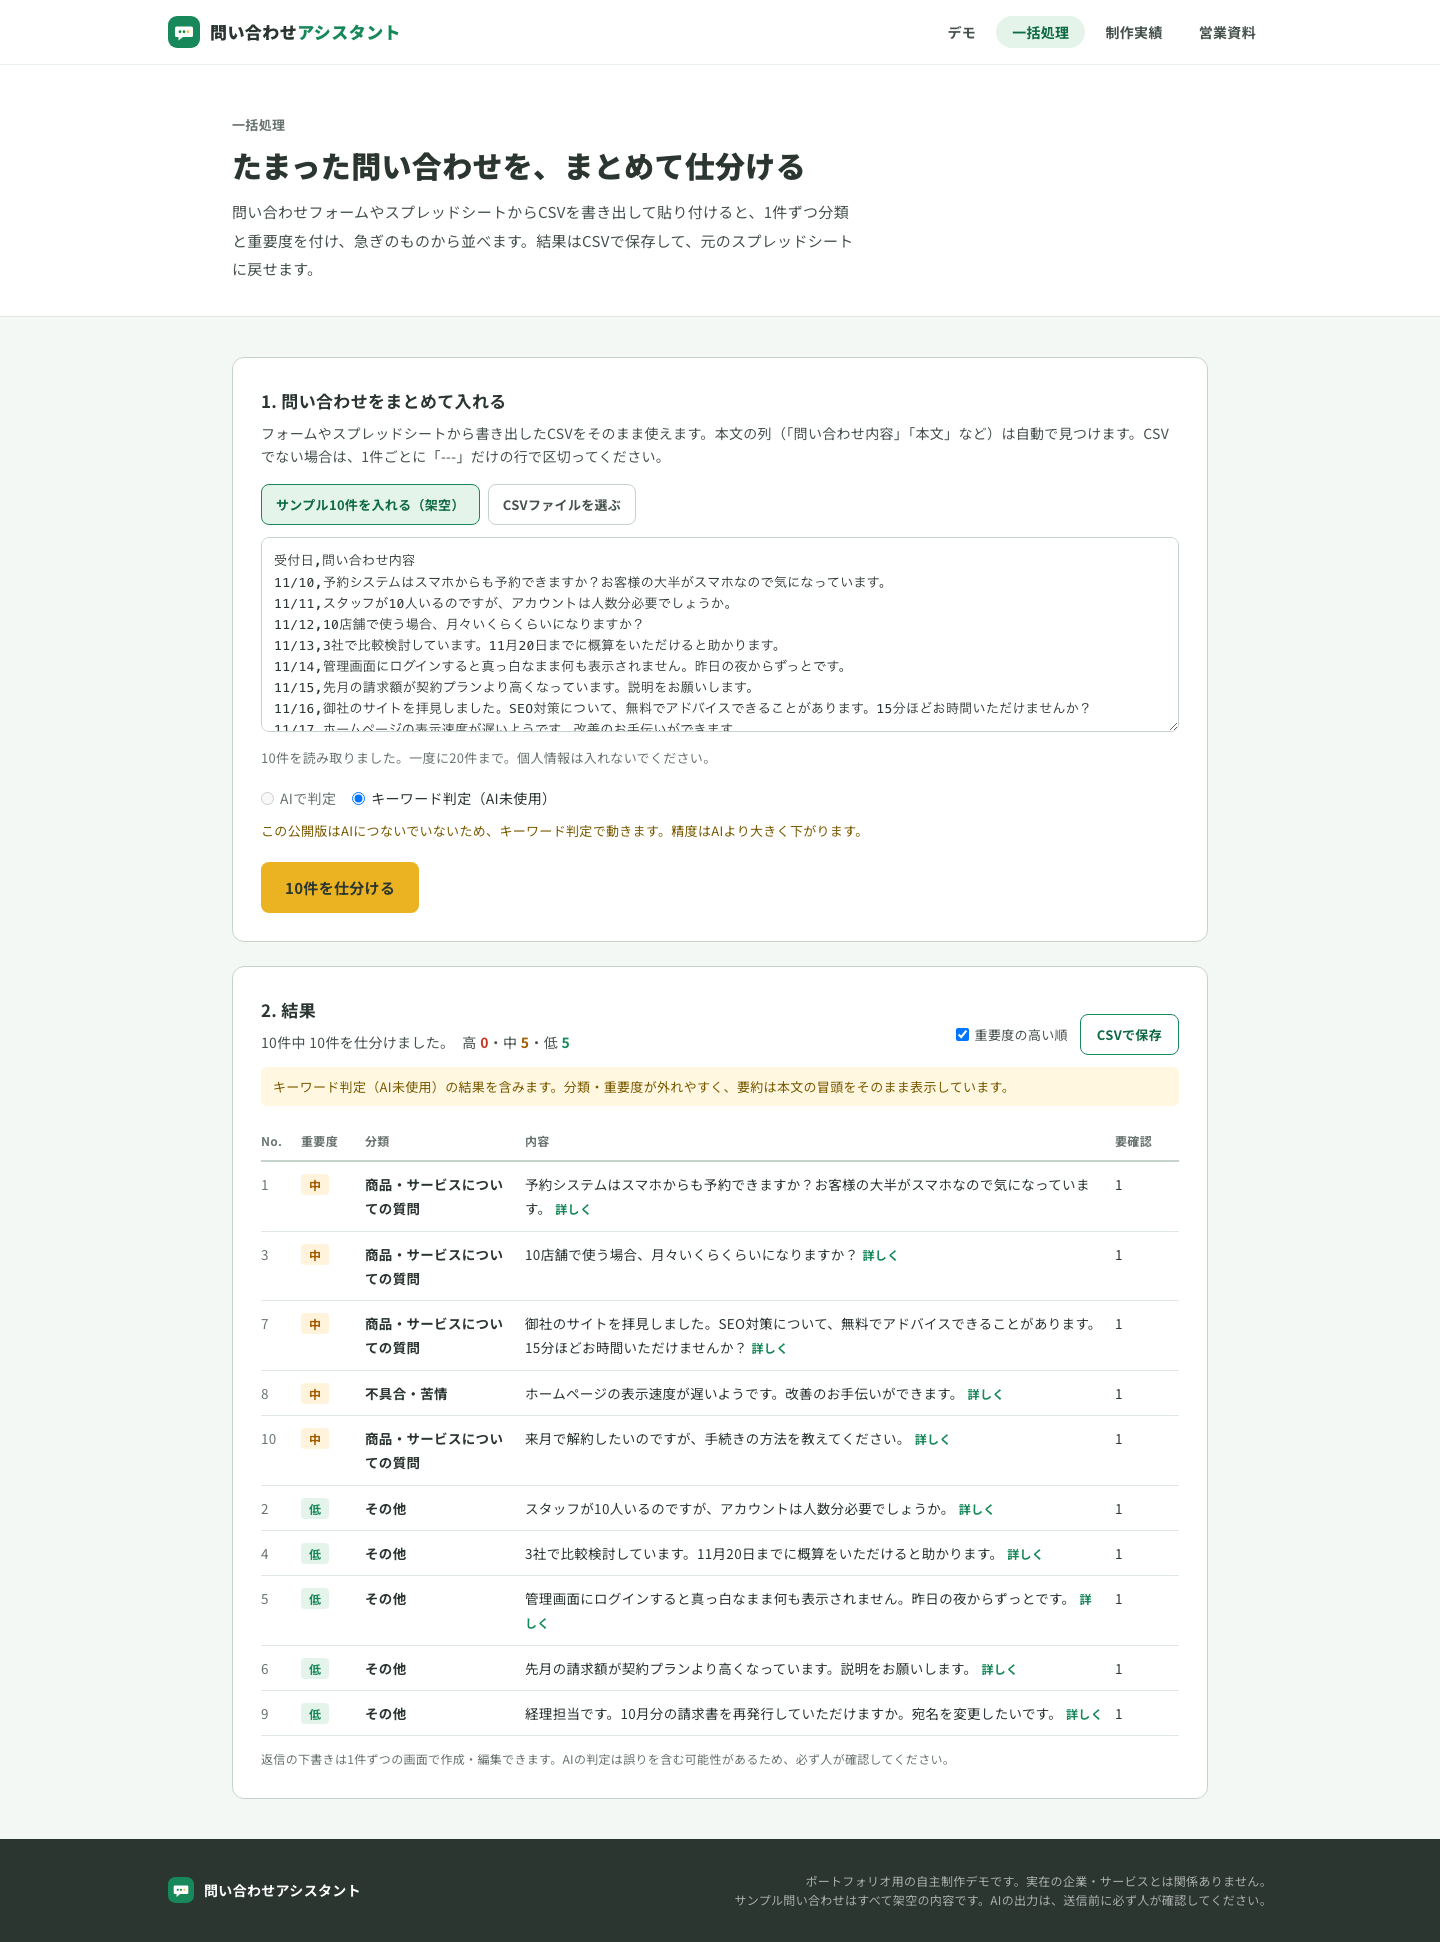 問い合わせアシスタント
デモ 一括処理 制作実績 営業資料
一括処理
たまった問い合わせを、まとめて仕分ける
問い合わせフォームやスプレッドシートからCSVを書き出して貼り付けると、1件ずつ分類
と重要度を付け、急ぎのものから並べます。結果はCSVで保存して、元のスプレッドシート
に戻せます。
1. 問い合わせをまとめて入れる
フォームやスプレッドシートから書き出したCSVをそのまま使えます。本文の列（「問い合わせ内容」「本文」など）は自動で見つけます。CSV
でない場合は、1件ごとに「---」だけの行で区切ってください。
サンプル10件を入れる（架空） CSVファイルを選ぶ
受付日,問い合わせ内容
11/10,予約システムはスマホからも予約できますか？お客様の大半がスマホなので気になっています。
11/11,スタッフが10人いるのですが、アカウントは人数分必要でしょうか。
11/12,10店舗で使う場合、月々いくらくらいになりますか？
11/13,3社で比較検討しています。11月20日までに概算をいただけると助かります。
11/14,管理画面にログインすると真っ白なまま何も表示されません。昨日の夜からずっとです。
11/15,先月の請求額が契約プランより高くなっています。説明をお願いします。
11/16,御社のサイトを拝見しました。SEO対策について、無料でアドバイスできることがあります。15分ほどお時間いただけませんか？
11/17,ホームページの表示速度が遅いようです。改善のお手伝いができます。
10件を読み取りました。一度に20件まで。個人情報は入れないでください。
AIで判定 キーワード判定（AI未使用）
この公開版はAIにつないでいないため、キーワード判定で動きます。精度はAIより大きく下がります。
10件を仕分ける
2. 結果
10件中 10件を仕分けました。 高 0・中 5・低 5
重要度の高い順 CSVで保存
キーワード判定（AI未使用）の結果を含みます。分類・重要度が外れやすく、要約は本文の冒頭をそのまま表示しています。
No. 重要度 分類 内容 要確認
1 中 商品・サービスについ 予約システムはスマホからも予約できますか？お客様の大半がスマホなので気になっていま 1
ての質問 す。 詳しく
3 中 商品・サービスについ 10店舗で使う場合、月々いくらくらいになりますか？ 詳しく 1
ての質問
7 中 商品・サービスについ 御社のサイトを拝見しました。SEO対策について、無料でアドバイスできることがあります。 1
ての質問 15分ほどお時間いただけませんか？ 詳しく
8 中 不具合・苦情 ホームページの表示速度が遅いようです。改善のお手伝いができます。 詳しく 1
10 中 商品・サービスについ 来月で解約したいのですが、手続きの方法を教えてください。 詳しく 1
ての質問
2 低 その他 スタッフが10人いるのですが、アカウントは人数分必要でしょうか。 詳しく 1
4 低 その他 3社で比較検討しています。11月20日までに概算をいただけると助かります。 詳しく 1
5 低 その他 管理画面にログインすると真っ白なまま何も表示されません。昨日の夜からずっとです。 詳 1
しく
6 低 その他 先月の請求額が契約プランより高くなっています。説明をお願いします。 詳しく 1
9 低 その他 経理担当です。10月分の請求書を再発行していただけますか。宛名を変更したいです。 詳しく 1
返信の下書きは1件ずつの画面で作成・編集できます。AIの判定は誤りを含む可能性があるため、必ず人が確認してください。
問い合わせアシスタント
ポートフォリオ用の自主制作デモです。実在の企業・サービスとは関係ありません。
サンプル問い合わせはすべて架空の内容です。AIの出力は、送信前に必ず人が確認してください。